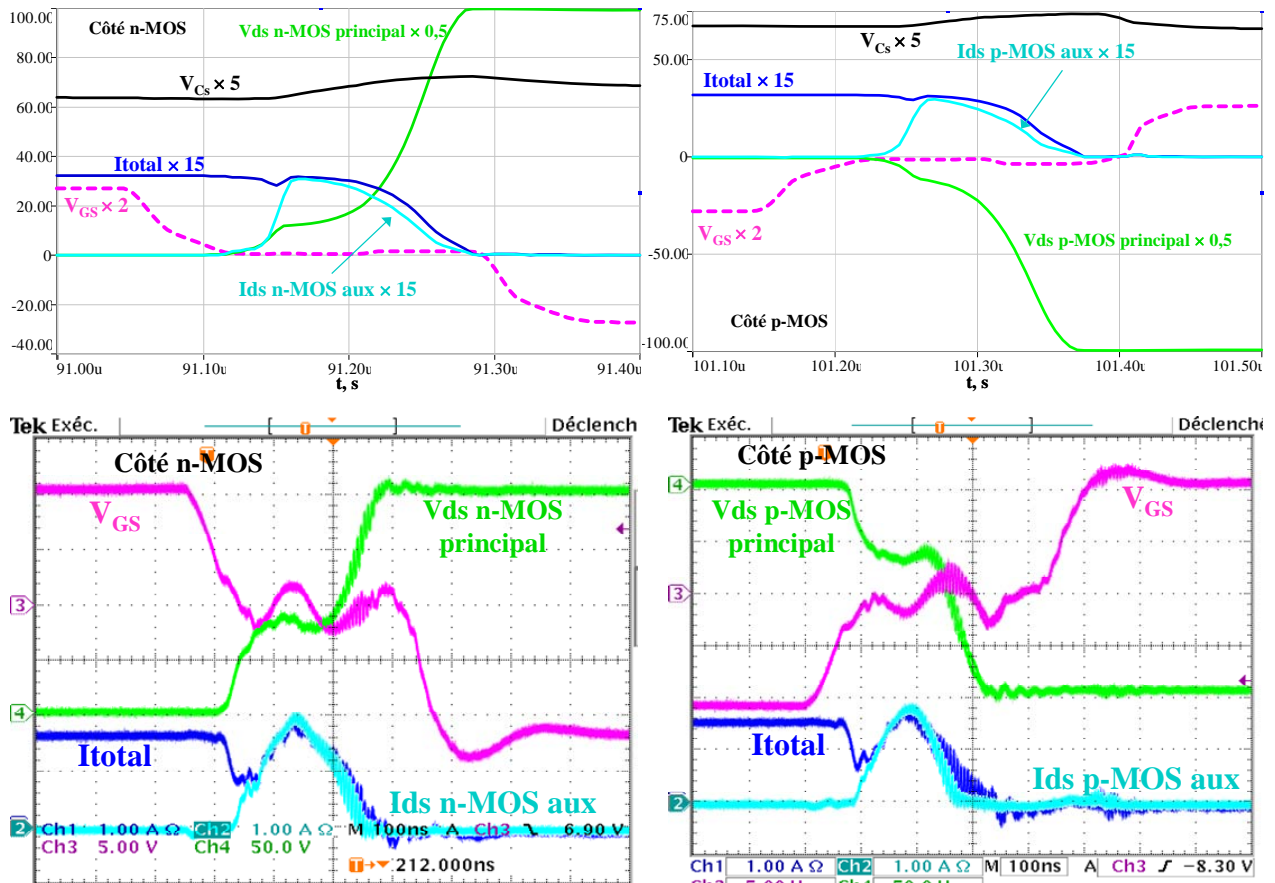 100.00
80.00
60.00
40.00
20.00
0
-20.00
-40.00
Côté n-MOS
Vds n-MOS principal × 0,5
VCs × 5
Itotal × 15
VGS × 2
Ids n-MOS aux × 15
91.00u
91.10u
91.20u
91.30u
91.40u
t, s
75.00
50.00
0
-50.00
-100.00
VCs × 5
Ids p-MOS aux × 15
Itotal × 15
VGS × 2
Vds p-MOS principal × 0,5
Côté p-MOS
101.10u
101.20u
101.30u
101.40u
101.50u
t, s
Tek Exéc.
Déclench
T
T
Côté n-MOS
VGS
Vds n-MOS
principal
3
4
Itotal
Ids n-MOS aux
2
Ch1 1.00 A Ω Ch2 1.00 A Ω M 100ns A Ch3 6.90 V
Ch3 5.00 V Ch4 50.0 V
T 212.000ns
Tek Exéc.
Déclenché
T
Côté p-MOS
4
Vds p-MOS
principal
VGS
3
Itotal
Ids p-MOS aux
2
Ch1 1.00 A Ω Ch2 1.00 A Ω M 100ns A Ch3 −8.30 V